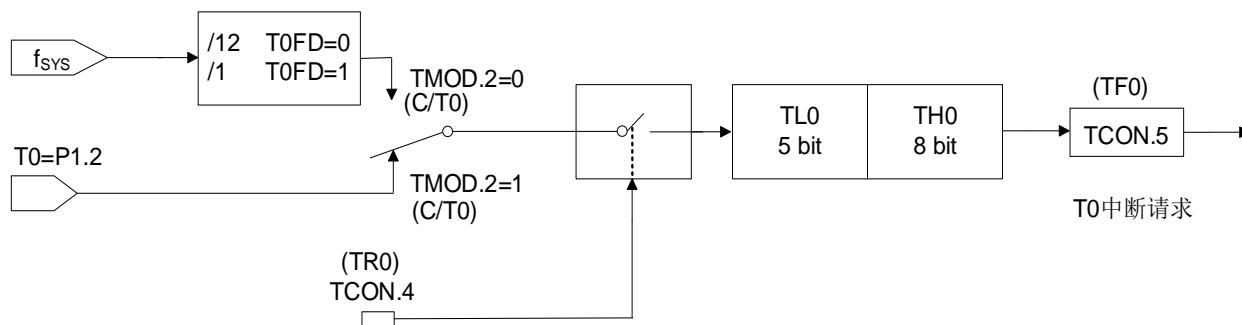 fSYS
/12 T0FD=0
/1 T0FD=1
TMOD.2=0
(C/T0)
T0=P1.2
TMOD.2=1
(C/T0)
(TR0)
TCON.4
TL0
5 bit
TH0
8 bit
(TF0)
TCON.5
T0中断请求